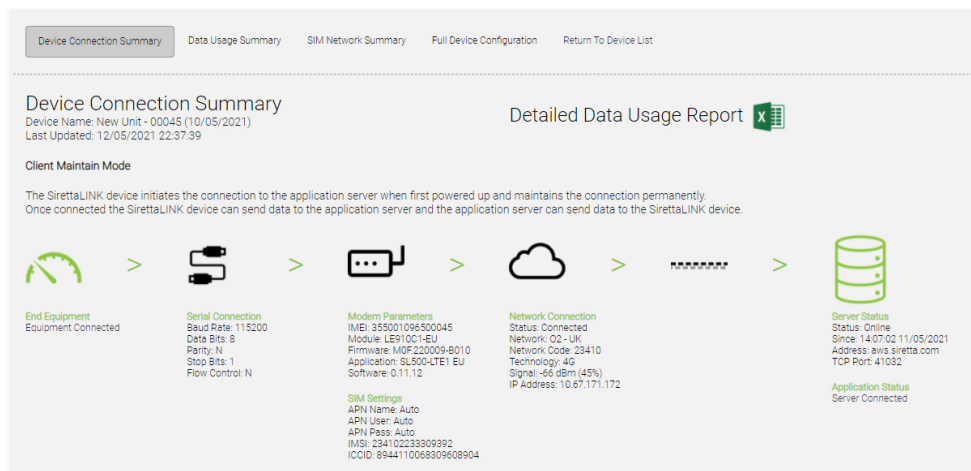 Device Connection Summary
Data Usage Summary
SIM Network Summary
Full Device Configuration
Return To Device List
Device Connection Summary
Device Name: New Unit - 00045 (10/05/2021)
Last Updated: 12/05/2021 22:37:39
Detailed Data Usage Report
Client Maintain Mode
The SirettaLINK device initiates the connection to the application server when first powered up and maintains the connection permanently.
Once connected the SirettaLINK device can send data to the application server and the application server can send data to the SirettaLINK device.
>
>
>
>
>
End Equipment
Equipment Connected
Serial Connection
Baud Rate: 115200
Data Bits: 8
Parity: N
Stop Bits: 1
Flow Control: N
Modem Parameters
IMEI: 355001096500045
Module: LE910C1-EU
Firmware: M0F.220009-B010
Application: SL500-LTE1 EU
Software: 0.11.12
SIM Settings
APN Name: Auto
APN User: Auto
APN Pass: Auto
IMSI: 234102233309392
ICCID: 8944110068309608904
Network Connection
Status: Connected
Network: O2 - UK
Network Code: 23410
Technology: 4G
Signal: -66 dBm (45%)
IP Address: 10.67.171.172
Server Status
Status: Online
Since: 14:07:02 11/05/2021
Address: aws.siretta.com
TCP Port: 41032
Application Status
Server Connected